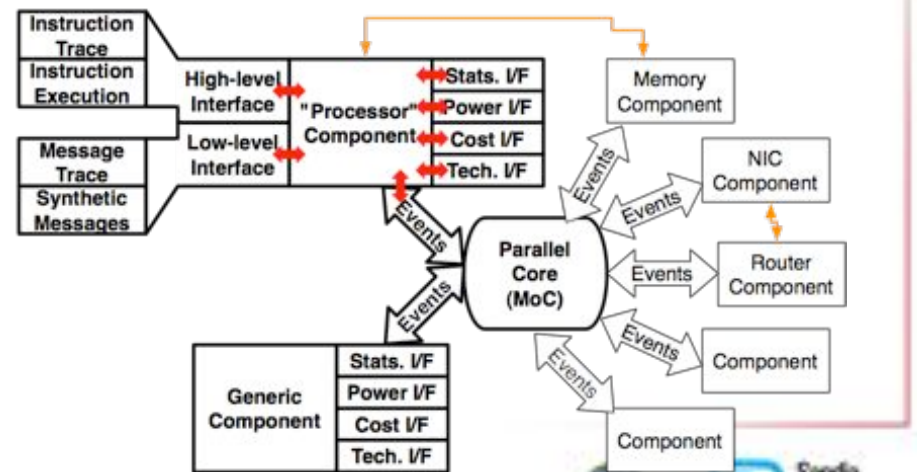 Instruction
Trace
Instruction
Execution
Message
Trace
Synthetic
Messages
High-level
Interface
Low-level
Interface
"Processor"
Component
Stats. I/F
Power I/F
Cost I/F
Tech. I/F
Memory
Component
NIC
Component
Router
Component
Component
Component
Events
Events
Events
Events
Events
Events
Events
Parallel
Core
(MoC)
Generic
Component
Stats. I/F
Power I/F
Cost I/F
Tech. I/F